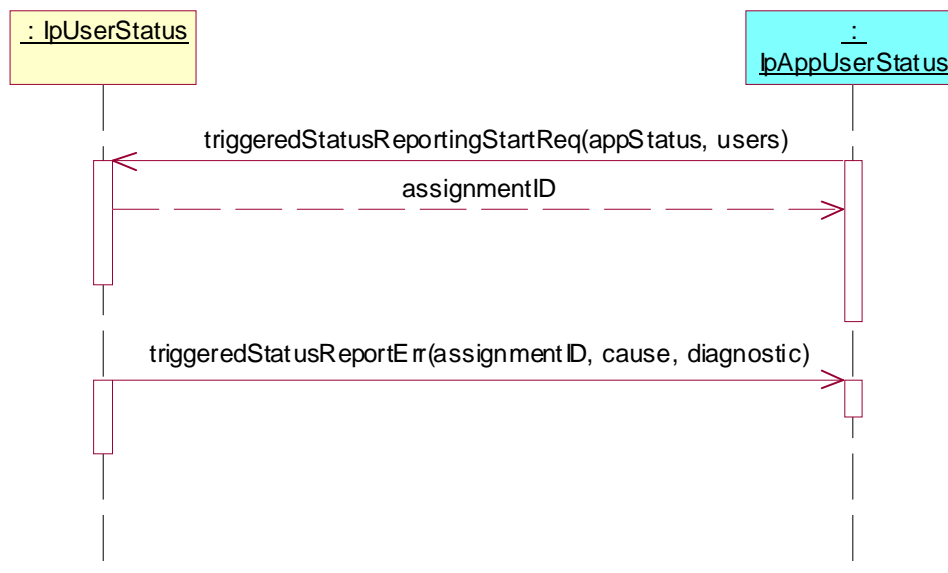 : IpUserStatus
:
IpAppUserStatus
triggeredStatusReportingStartReq(appStatus, users)
assignmentID
triggeredStatusReportErr(assignmentID, cause, diagnostic)